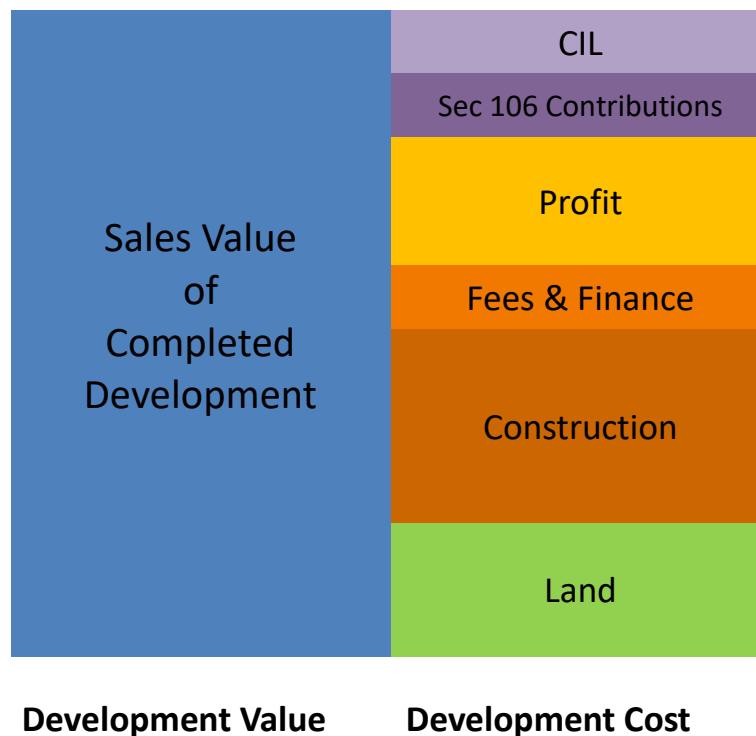 Sales Value
of
Completed
Development
CIL
Sec 106 Contributions
Profit
Fees & Finance
Construction
Land
Development Value
Development Cost